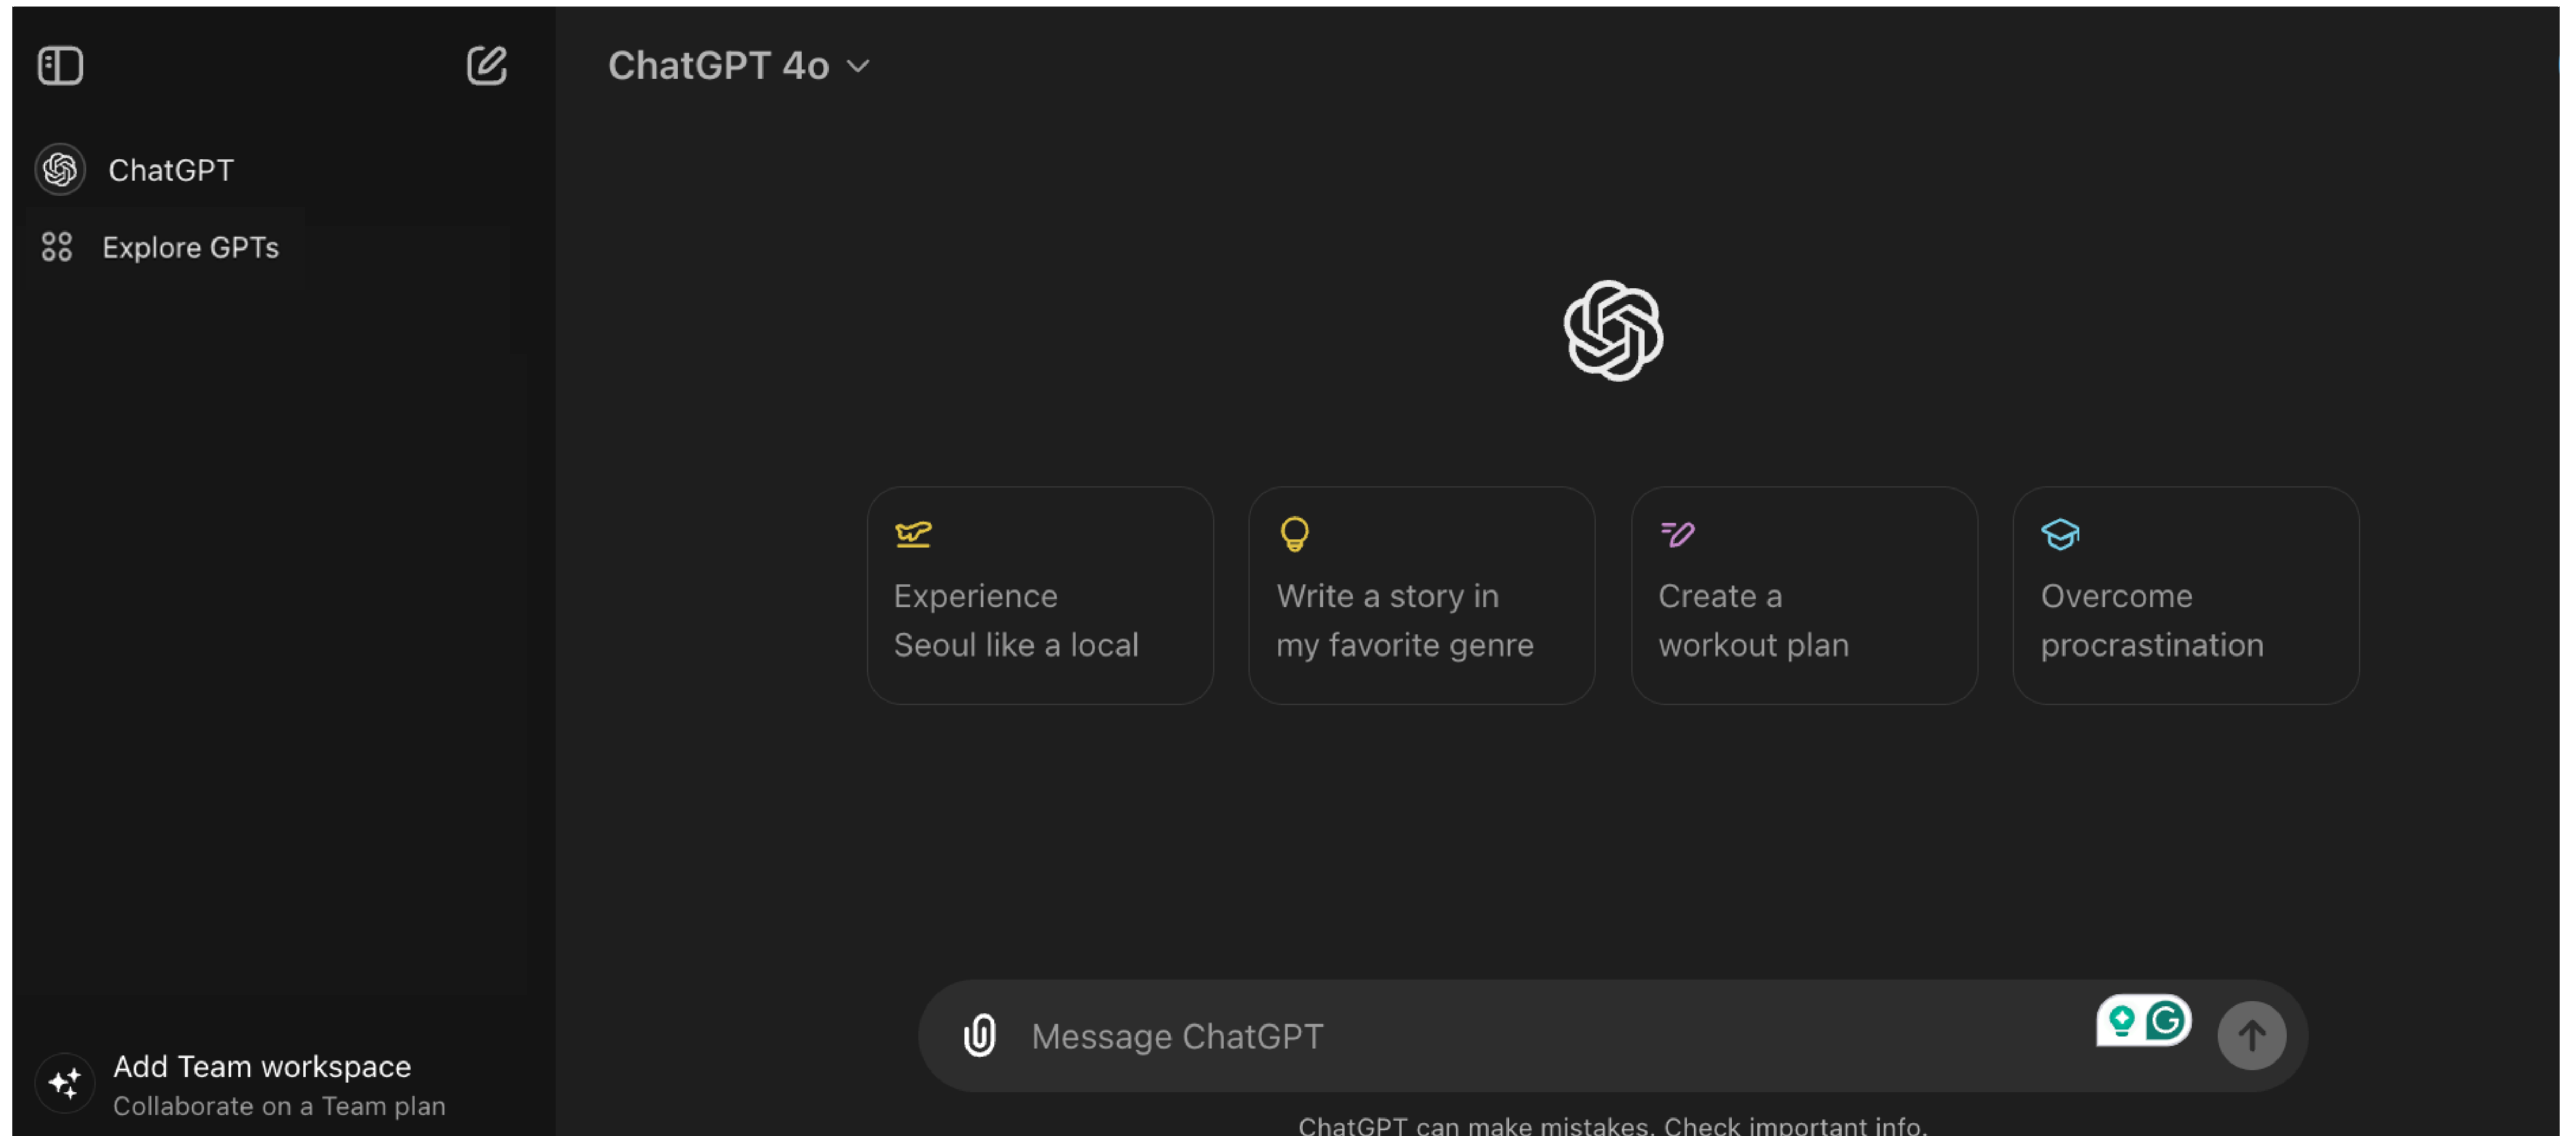 ChatGPT 4o
ChatGPT
Explore GPTs
Experience
Seoul like a local
Write a story in
my favorite genre
Create a
workout plan
Overcome
procrastination
Message ChatGPT
Add Team workspace
Collaborate on a Team plan
ChatGPT can make mistakes. Check important info.